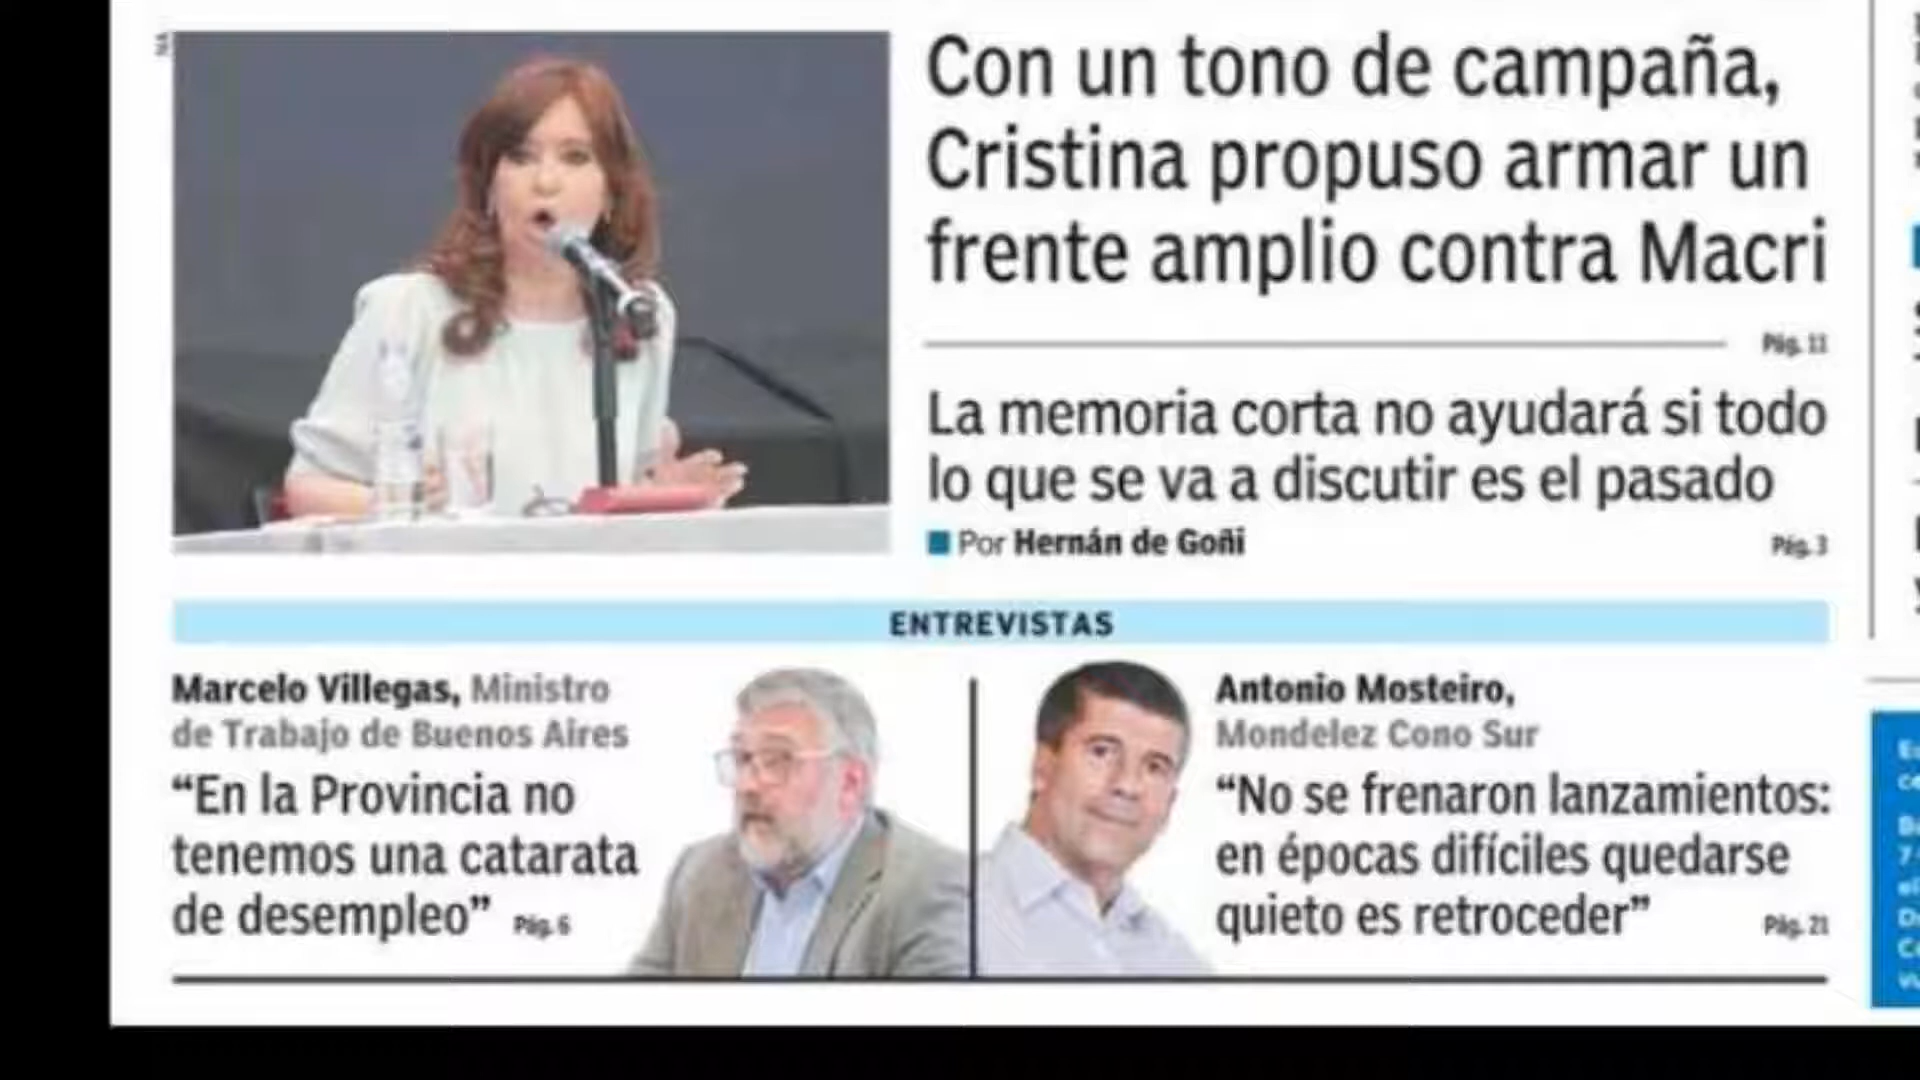 NA
Con un tono de campaña,
Cristina propuso armar un
frente amplio contra Macri
Pág. 11
La memoria corta no ayudará si todo
lo que se va a discutir es el pasado
Por Hernán de Goñi
Pág. 3
ENTREVISTAS
Marcelo Villegas, Ministro
de Trabajo de Buenos Aires
“En la Provincia no
tenemos una catarata
de desempleo” Pág. 6
Antonio Mosteiro,
Mondelez Cono Sur
“No se frenaron lanzamientos:
en épocas difíciles quedarse
quieto es retroceder”
Pág. 21